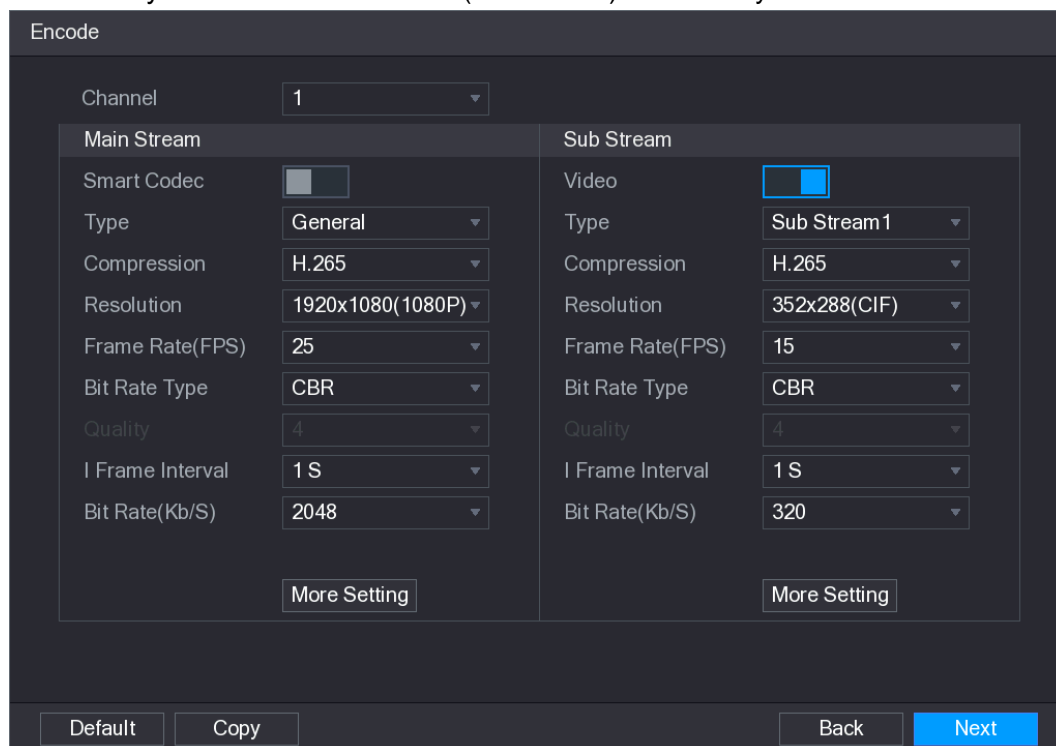 Encode
Channel 1
Main Stream Sub Stream
Smart Codec Video
Type General Type Sub Stream1
Compression H.265 Compression H.265
Resolution 1920x1080(1080P) Resolution 352x288(CIF)
Frame Rate(FPS) 25 Frame Rate(FPS) 15
Bit Rate Type CBR Bit Rate Type CBR
Quality 4 Quality 4
I Frame Interval 1 S I Frame Interval 1 S
Bit Rate(Kb/S) 2048 Bit Rate(Kb/S) 320
More Setting More Setting
Default Copy Back Next